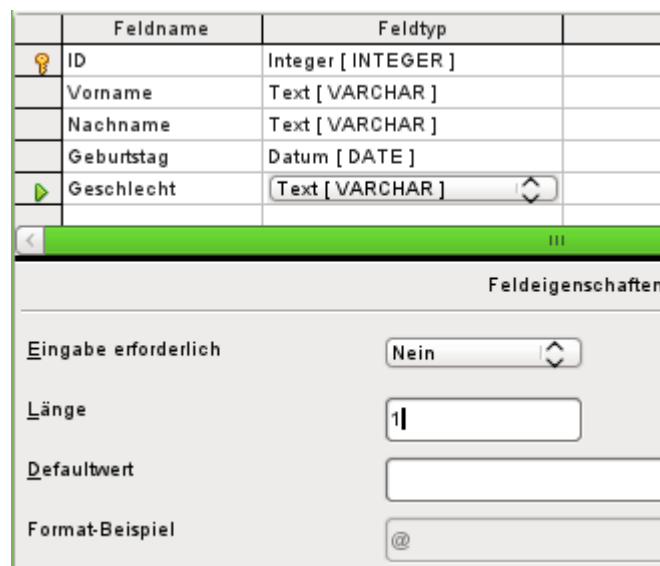 Feldname Feldtyp
ID Integer [ INTEGER ]
Vorname Text [ VARCHAR ]
Nachname Text [ VARCHAR ]
Geburtstag Datum [ DATE ]
Geschlecht Text [ VARCHAR ]
Feldeigenschaften
Eingabe erforderlich Nein
Länge 1
Defaultwert
Format-Beispiel @